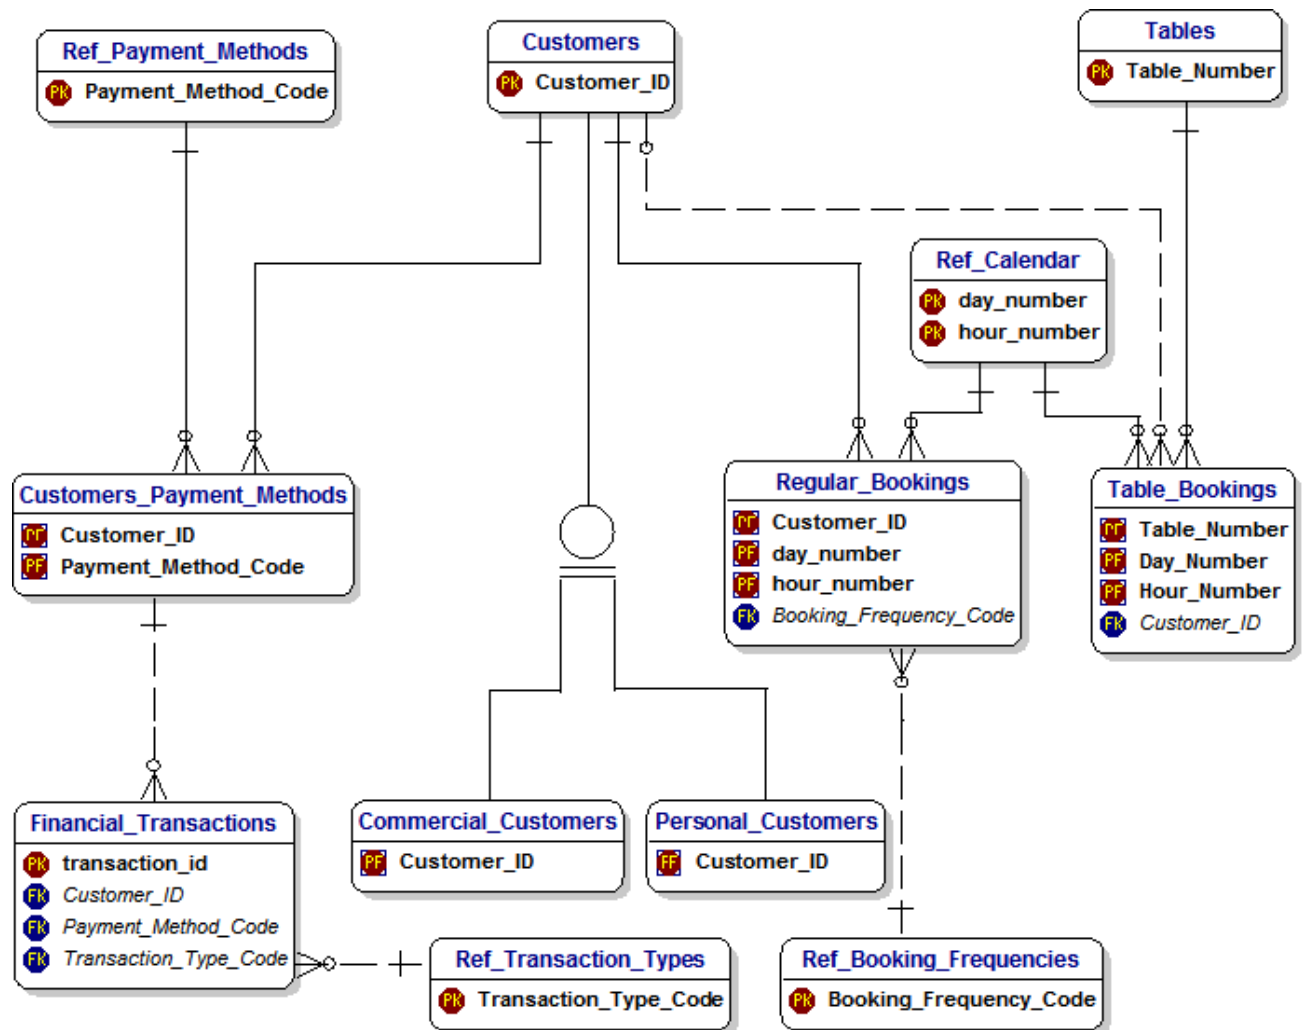 Ref_Payment_Methods
PK Payment_Method_Code
Customers
PK Customer_ID
Tables
PK Table_Number
Ref_Calendar
PK day_number
PK hour_number
Customers_Payment_Methods
PF Customer_ID
PF Payment_Method_Code
Regular_Bookings
PF Customer_ID
PF day_number
PF hour_number
FK Booking_Frequency_Code
Table_Bookings
PF Table_Number
PF Day_Number
PF Hour_Number
FK Customer_ID
Financial_Transactions
PK transaction_id
FK Customer_ID
FK Payment_Method_Code
FK Transaction_Type_Code
Commercial_Customers
PF Customer_ID
Personal_Customers
PF Customer_ID
Ref_Transaction_Types
PK Transaction_Type_Code
Ref_Booking_Frequencies
PK Booking_Frequency_Code